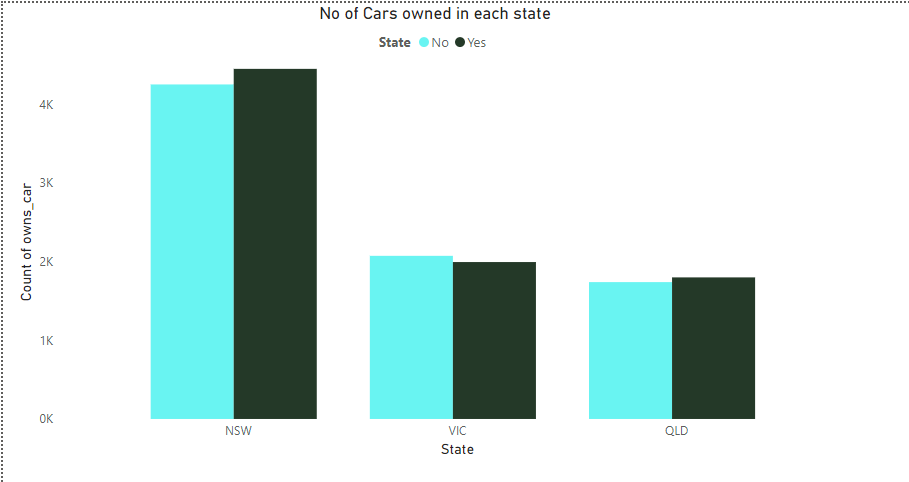 No of Cars owned in each state
State No Yes
4K
3K
2K
1K
0K
Count of owns_car
NSW VIC QLD
State